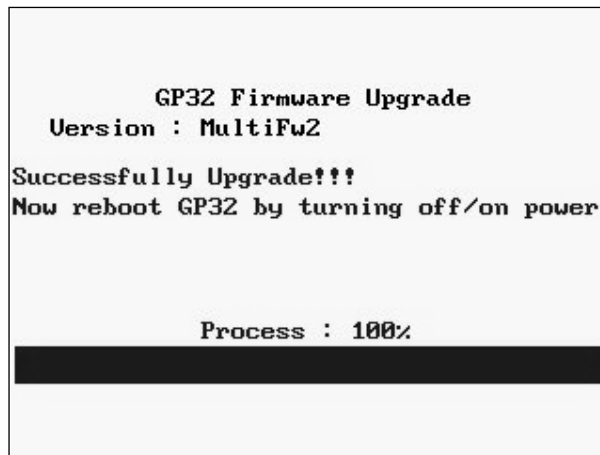 GP32 Firmware Upgrade
Version : MultiFw2
Successfully Upgrade!!!
Now reboot GP32 by turning off/on power
Process : 100%